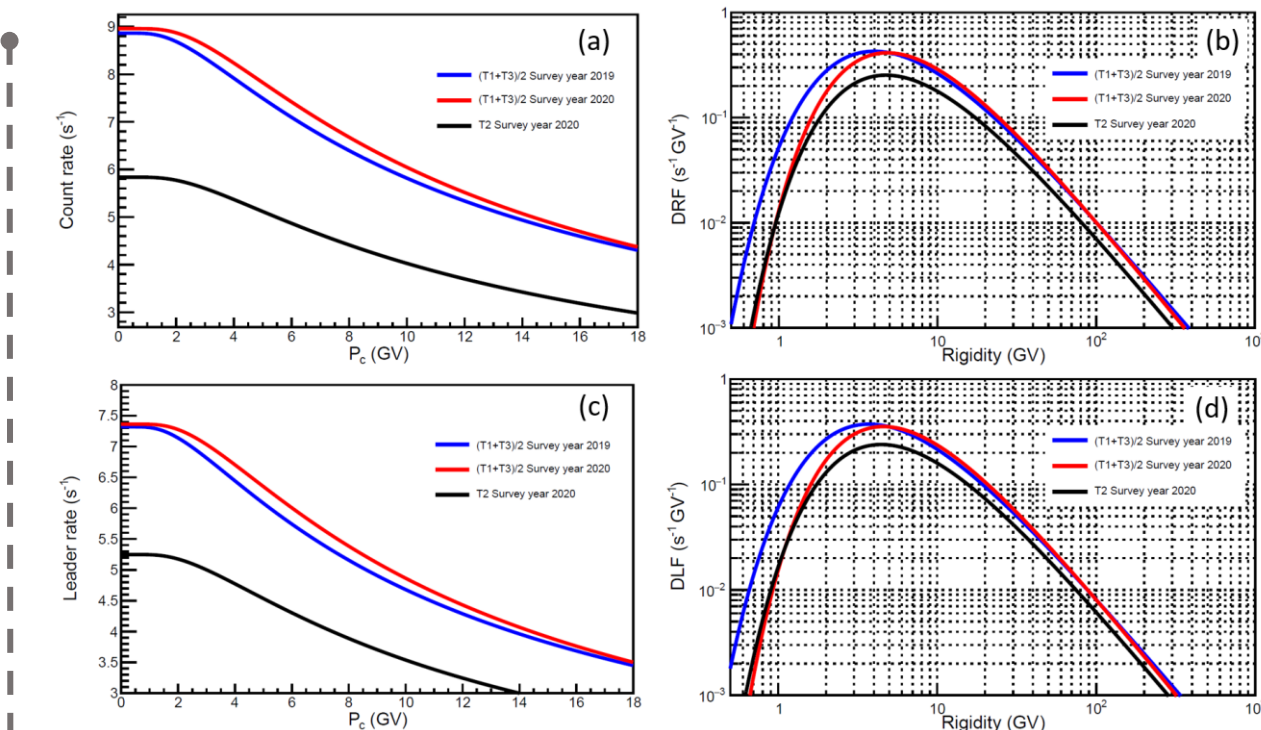 (a)
Count rate (s⁻¹)
9
8
7
6
5
4
3
(T1+T3)/2 Survey year 2019
(T1+T3)/2 Survey year 2020
T2 Survey year 2020
0 2 4 6 8 10 12 14 16 18
P_c (GV)
(b)
DRF (s⁻¹ GV⁻¹)
1
10⁻¹
10⁻²
10⁻³
(T1+T3)/2 Survey year 2019
(T1+T3)/2 Survey year 2020
T2 Survey year 2020
1 10 10² 10
Rigidity (GV)
(c)
Leader rate (s⁻¹)
8
7.5
7
6.5
6
5.5
5
4.5
4
3.5
3
(T1+T3)/2 Survey year 2019
(T1+T3)/2 Survey year 2020
T2 Survey year 2020
0 2 4 6 8 10 12 14 16 18
P_c (GV)
(d)
DLF (s⁻¹ GV⁻¹)
1
10⁻¹
10⁻²
10⁻³
(T1+T3)/2 Survey year 2019
(T1+T3)/2 Survey year 2020
T2 Survey year 2020
1 10 10² 10
Rigidity (GV)